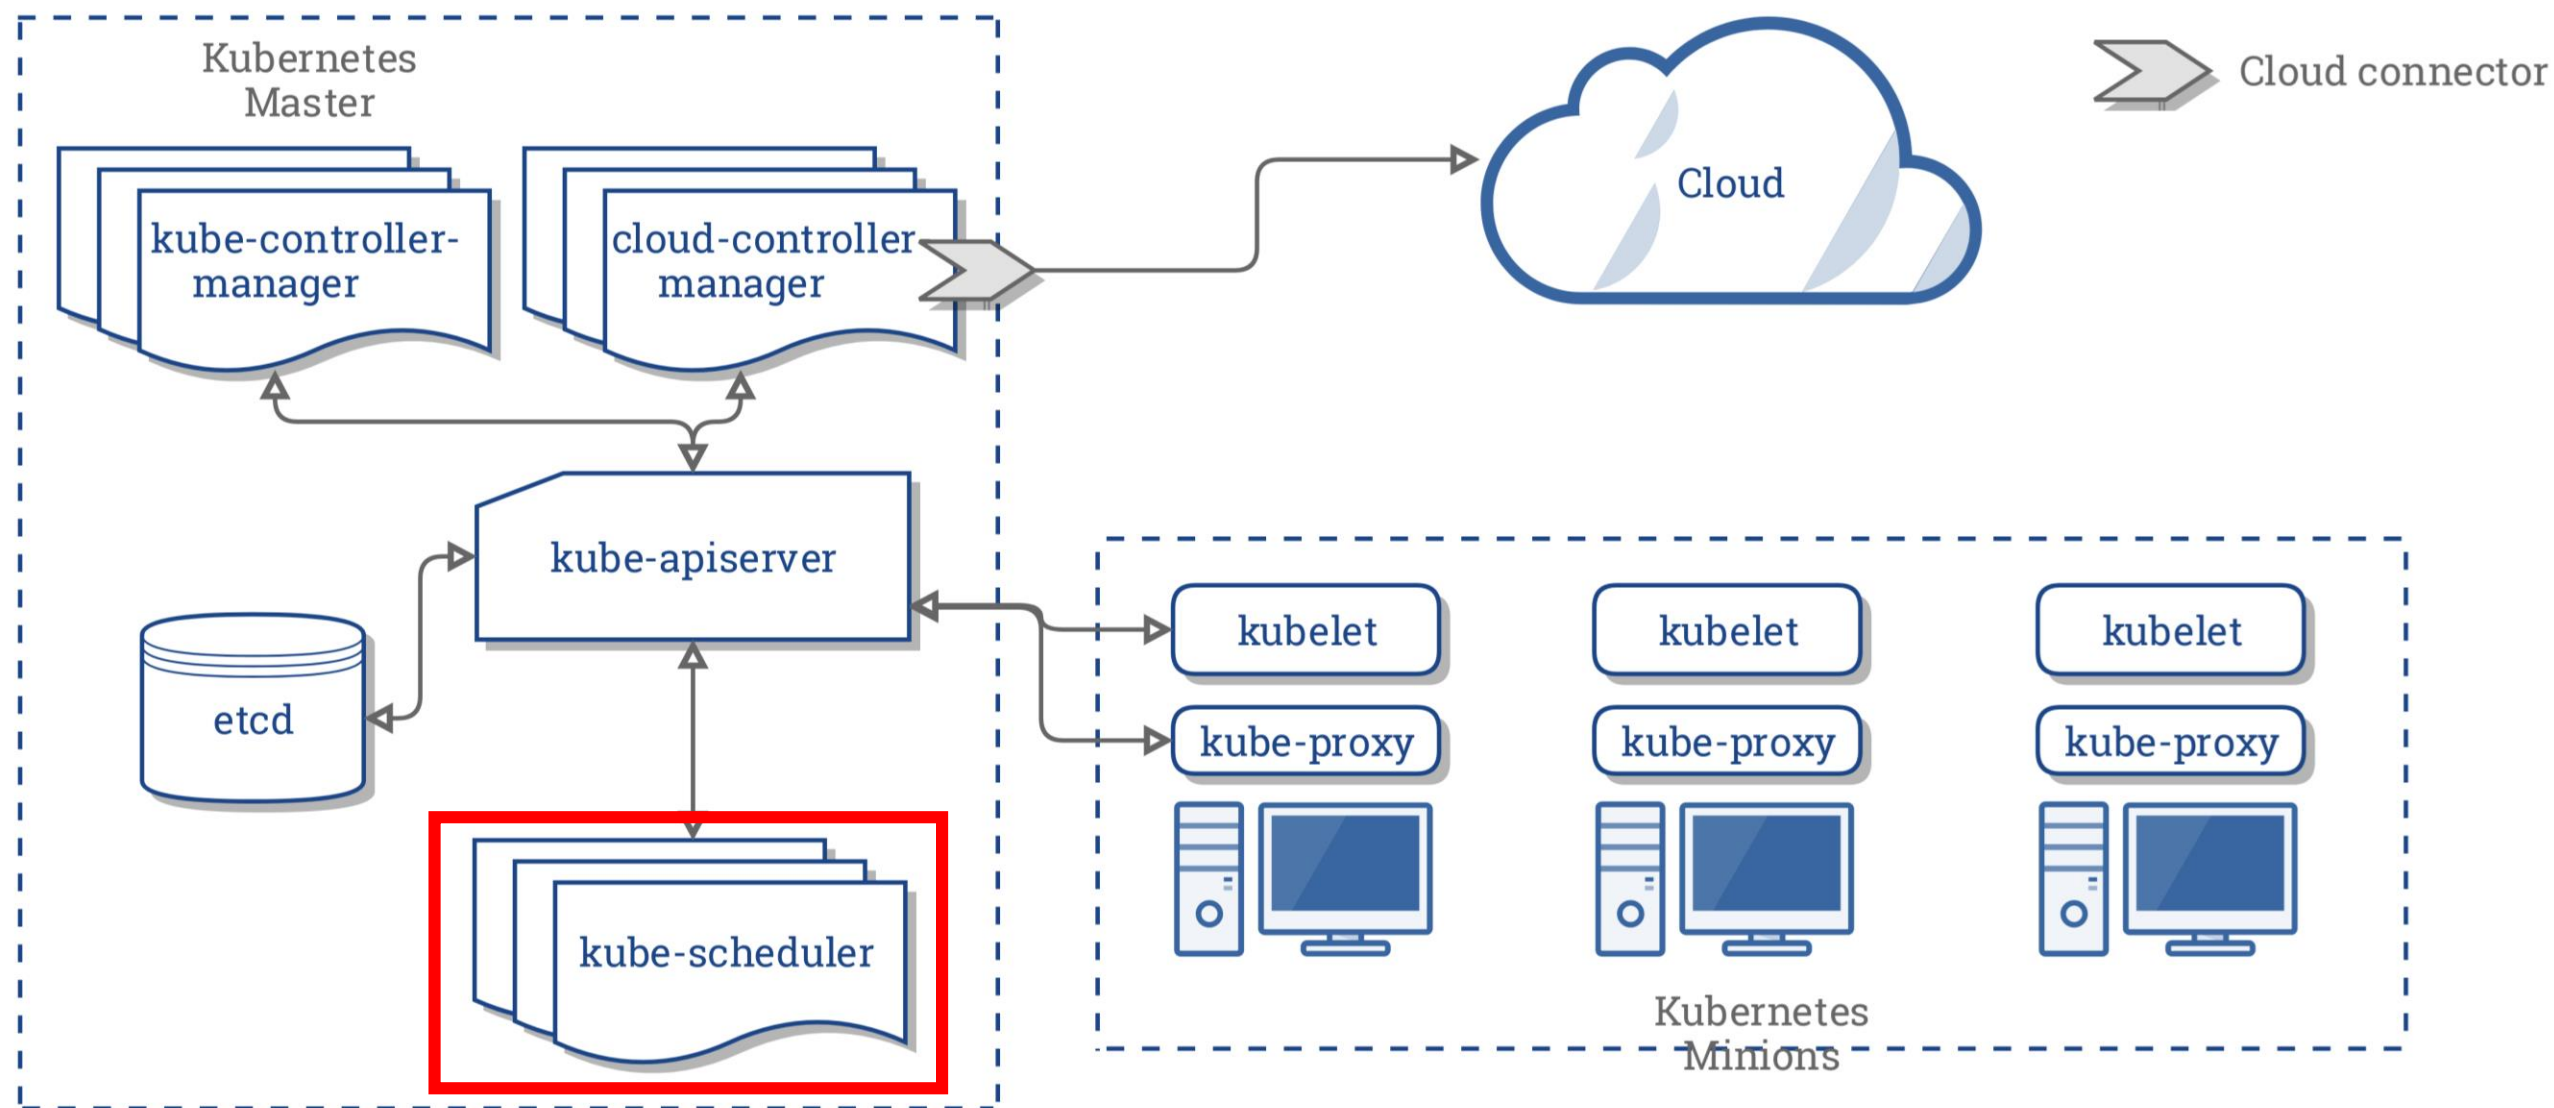 Kubernetes
Master
kube-controller-
manager
cloud-controller
manager
Cloud
Cloud connector
kube-apiserver
etcd
kube-scheduler
kubelet
kubelet
kubelet
kube-proxy
kube-proxy
kube-proxy
Kubernetes
Minions